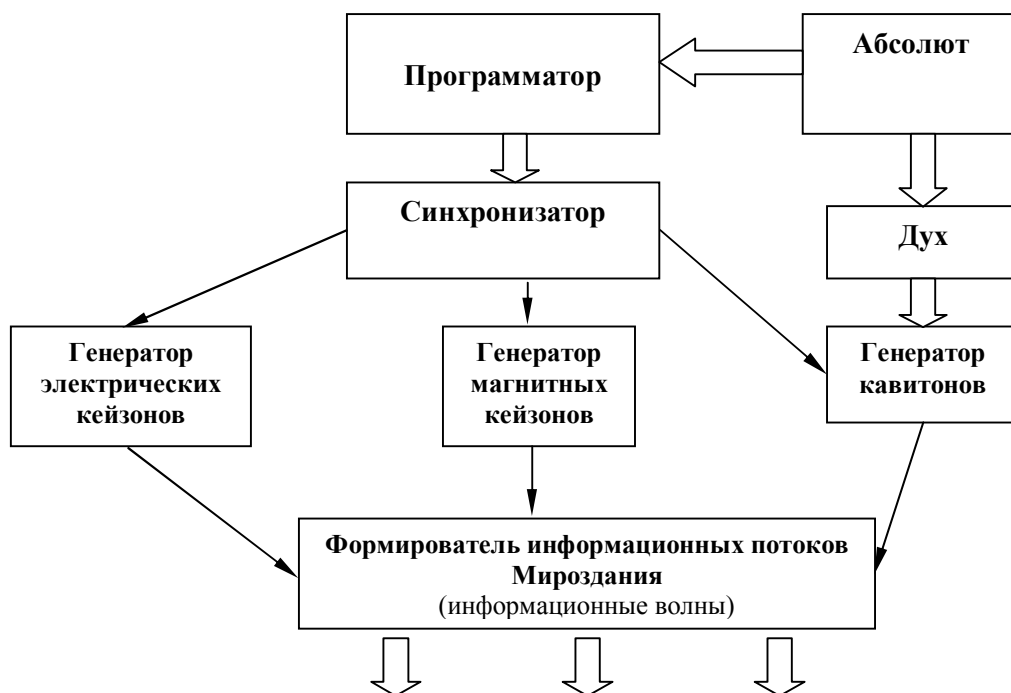 Абсолют
Программатор
Синхронизатор
Дух
Генератор
электрических
кейзонов
Генератор
магнитных
кейзонов
Генератор
кавитонов
Формирователь информационных потоков
Мироздания
(информационные волны)